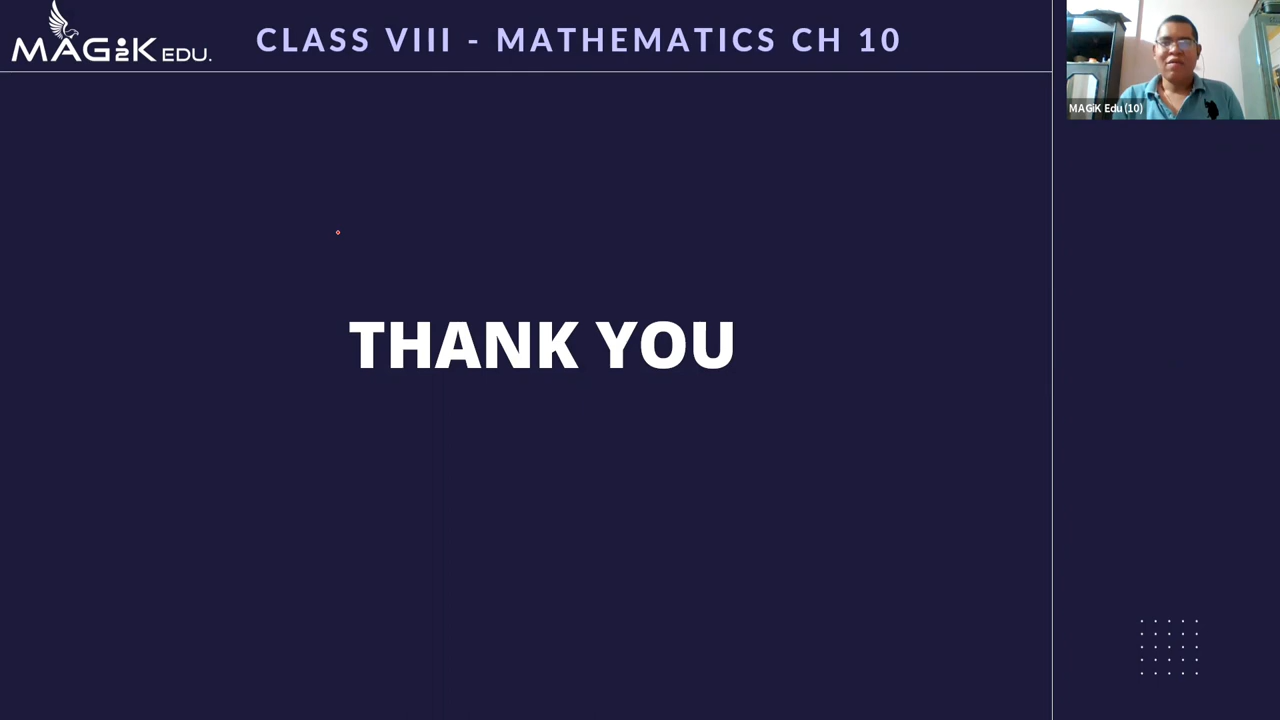 MAGiK EDU.
CLASS VIII - MATHEMATICS CH 10
MAGiK Edu (10)
THANK YOU